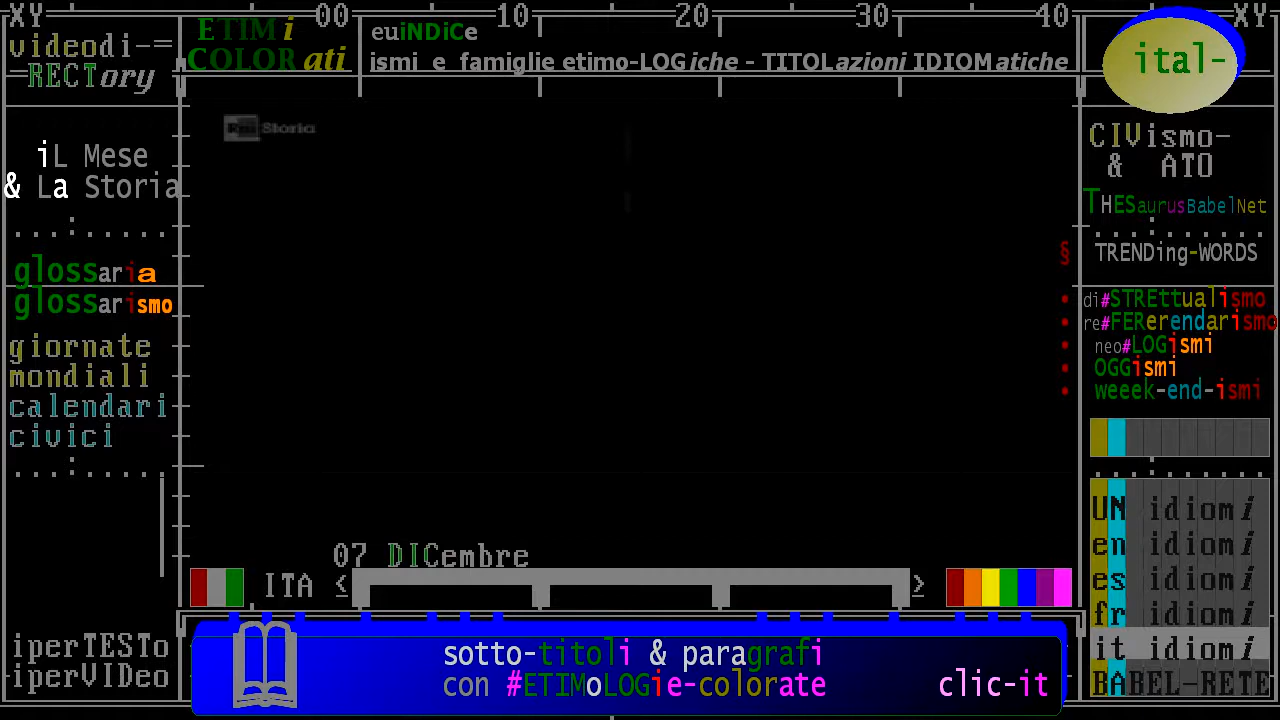 XY 00 10 20 30 40 XY
videodi-=
=RECTory
ETIMi
COLORati
euiNDiCe
ismi e famiglie etimo-LOGiche - TITOLazioni IDIOMatiche
ital-
iL Mese
& La Storia
...:.....
glossaria
glossarismo
giornate
mondiali
calendari
civici
...:.....
iperTESTo
iperVIDeo
Rai Storia
§
•
•
•
•
•
07 DICembre
ITA < >
sotto-titoli & paragrafi
con #ETIMoLOGie-colorate
clic-it
CIVismo-
& ATO
THESaurusBabelNet
...:.....
TRENDing-WORDS
di#STREttualismo
re#FERerendarismo
neo#LOGismi
OGGismi
weeek-end-ismi
UN idiomi
en idiomi
es idiomi
fr idiomi
it idiomi
BABEL-RETE